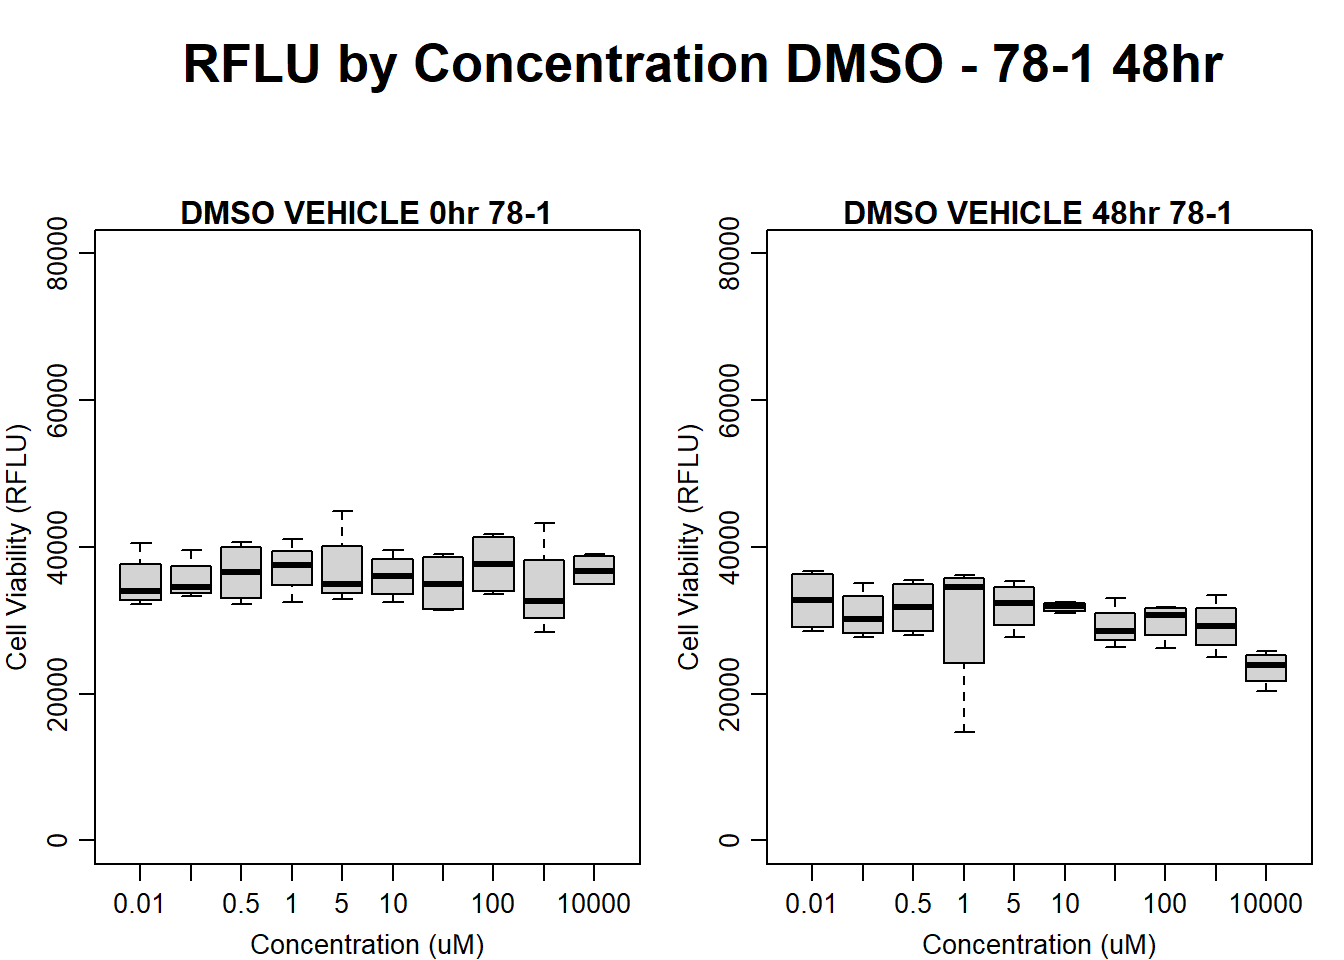 RFLU by Concentration DMSO - 78-1 48hr
DMSO VEHICLE 0hr 78-1
Cell Viability (RFLU)
80000
60000
40000
20000
0
0.01 0.5 1 5 10 100 10000
Concentration (uM)
DMSO VEHICLE 48hr 78-1
Cell Viability (RFLU)
80000
60000
40000
20000
0
0.01 0.5 1 5 10 100 10000
Concentration (uM)